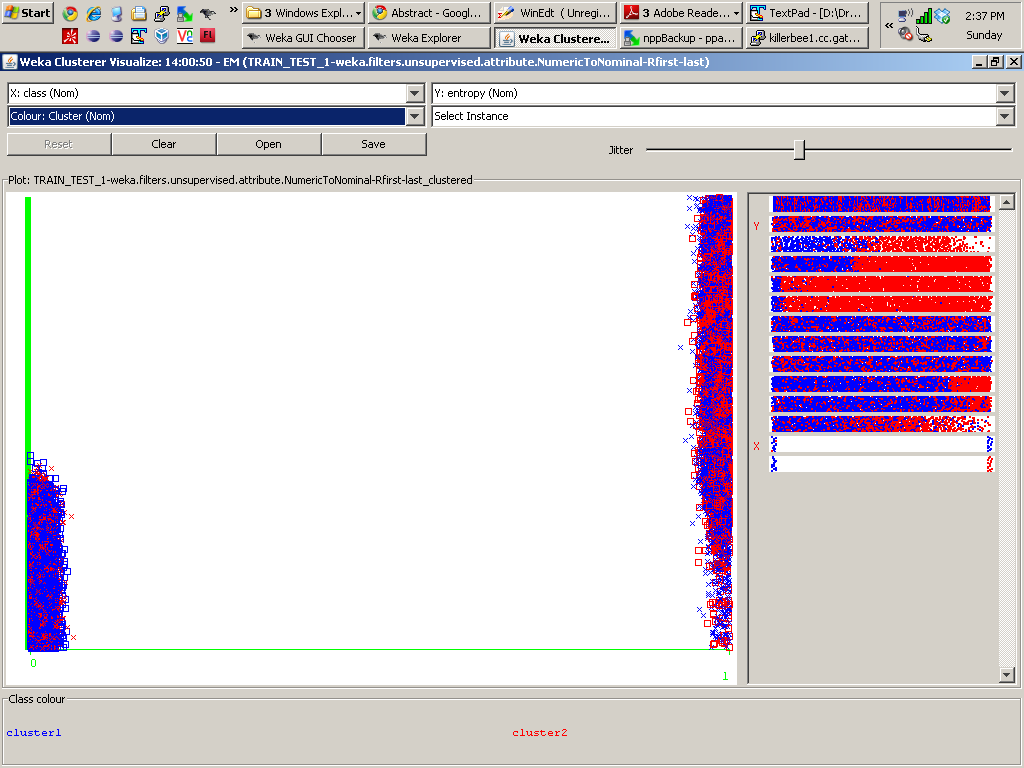 Start
»
3 Windows Expl...
Abstract - Googl...
WinEdt ( Unregi...
3 Adobe Reade...
TextPad - [D:\Dr...
«
2:37 PM
Weka GUI Chooser
Weka Explorer
Weka Clustere...
nppBackup - ppa...
killerbee1.cc.gat...
Sunday
Weka Clusterer Visualize: 14:00:50 - EM (TRAIN_TEST_1-weka.filters.unsupervised.attribute.NumericToNominal-Rfirst-last)
X: class (Nom)
Y: entropy (Nom)
Colour: Cluster (Nom)
Select Instance
Reset
Clear
Open
Save
Jitter
Plot: TRAIN_TEST_1-weka.filters.unsupervised.attribute.NumericToNominal-Rfirst-last_clustered
Y
X
0
1
Class colour
cluster1
cluster2